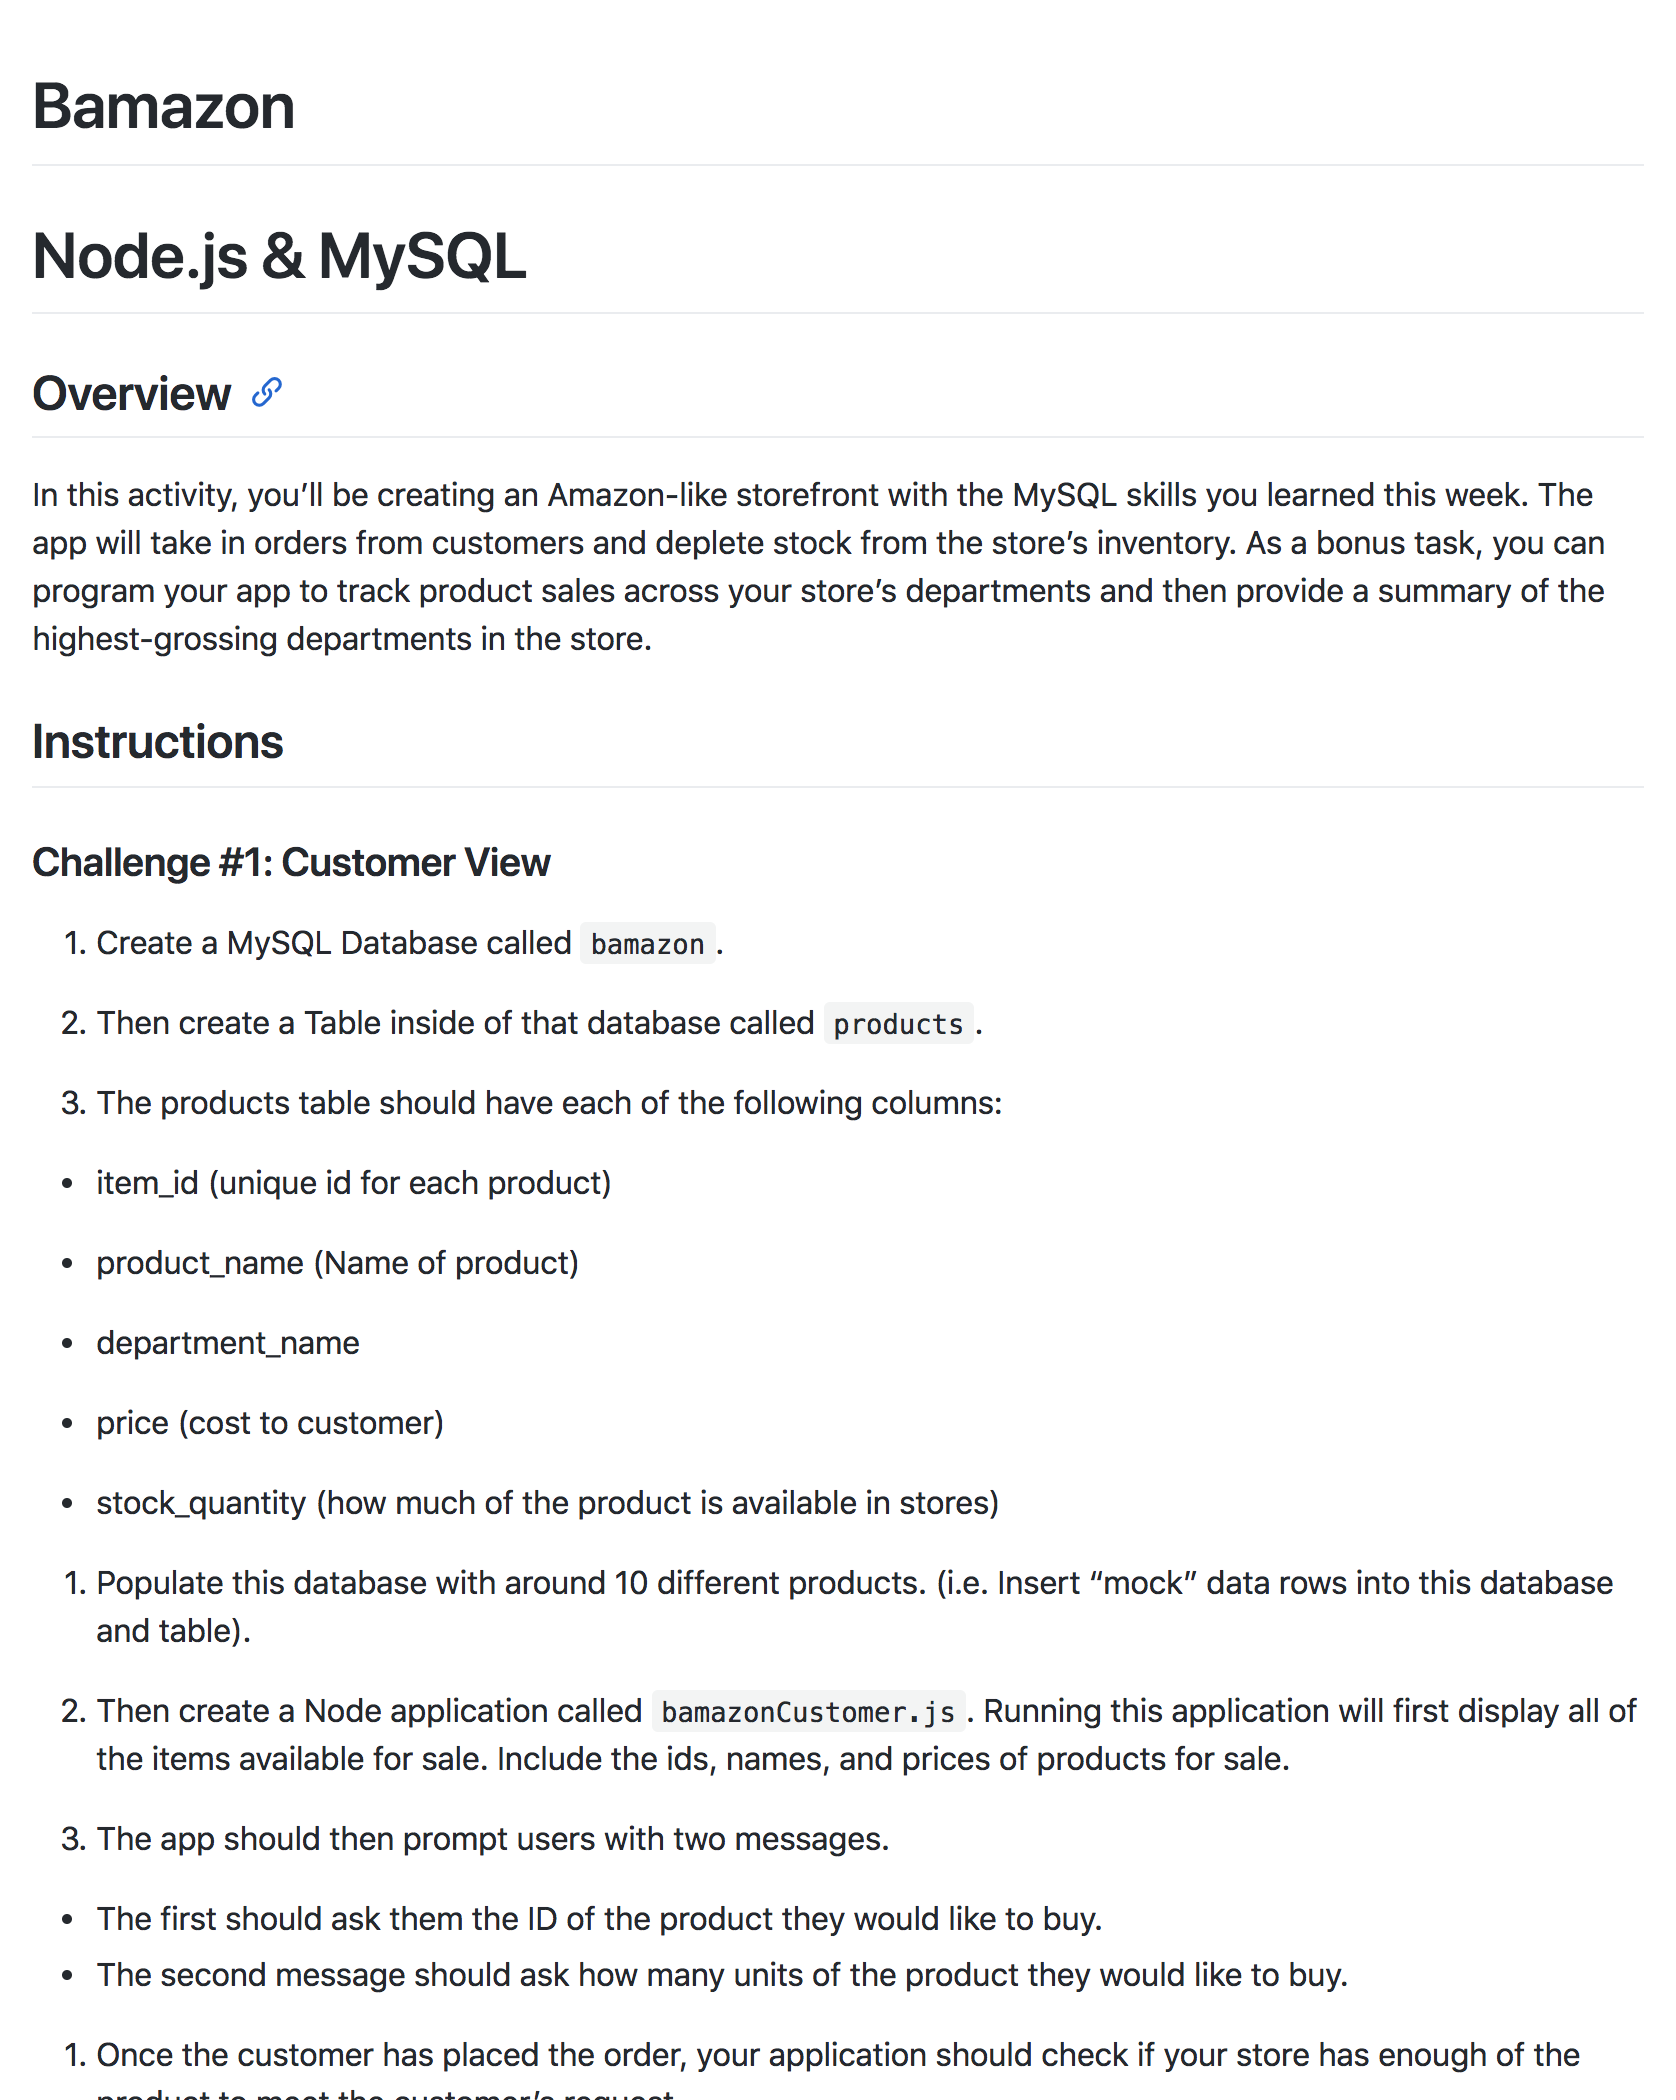 Bamazon
Node.js & MySQL
Overview
In this activity, you’ll be creating an Amazon-like storefront with the MySQL skills you learned this week. The
app will take in orders from customers and deplete stock from the store’s inventory. As a bonus task, you can
program your app to track product sales across your store’s departments and then provide a summary of the
highest-grossing departments in the store.
Instructions
Challenge #1: Customer View
1. Create a MySQL Database called bamazon.
2. Then create a Table inside of that database called products.
3. The products table should have each of the following columns:
• item_id (unique id for each product)
• product_name (Name of product)
• department_name
• price (cost to customer)
• stock_quantity (how much of the product is available in stores)
1. Populate this database with around 10 different products. (i.e. Insert “mock” data rows into this database
and table).
2. Then create a Node application called bamazonCustomer.js. Running this application will first display all of
the items available for sale. Include the ids, names, and prices of products for sale.
3. The app should then prompt users with two messages.
• The first should ask them the ID of the product they would like to buy.
• The second message should ask how many units of the product they would like to buy.
1. Once the customer has placed the order, your application should check if your store has enough of the
product to meet the customer’s request.